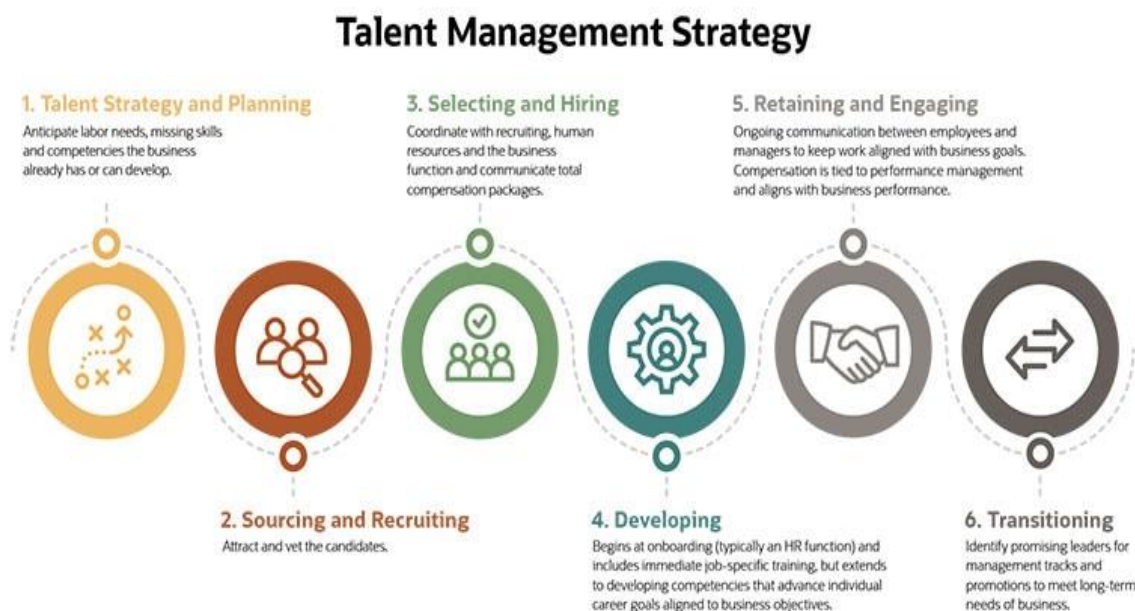 Talent Management Strategy
1. Talent Strategy and Planning
Anticipate labor needs, missing skills
and competencies the business
already has or can develop.
3. Selecting and Hiring
Coordinate with recruiting, human
resources and the business
function and communicate total
compensation packages.
5. Retaining and Engaging
Ongoing communication between employees and
managers to keep work aligned with business goals.
Compensation is tied to performance management
and aligns with business performance.
2. Sourcing and Recruiting
Attract and vet the candidates.
4. Developing
Begins at onboarding (typically an HR function) and
includes immediate job-specific training, but extends
to developing competencies that advance individual
career goals aligned to business objectives.
6. Transitioning
Identify promising leaders for
management tracks and
promotions to meet long-term
needs of business.